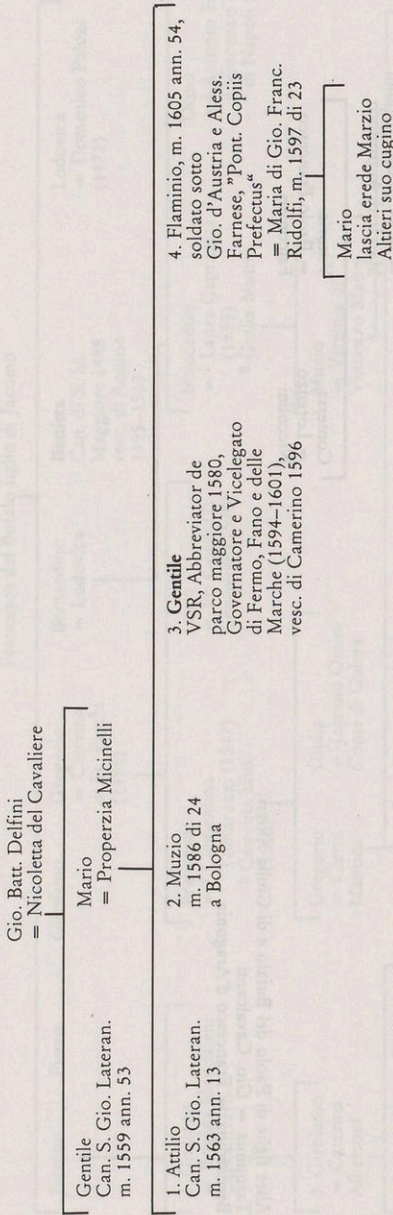 Gio. Batt. Delfini
= Nicoletta del Cavaliere
Gentile
Can. S. Gio. Lateran.
m. 1559 ann. 53
Mario
= Properzia Micinelli
1. Attilio
Can. S. Gio. Lateran.
m. 1563 ann. 13
2. Muzio
m. 1586 di 24
a Bologna
3. Gentile
VSR, Abbreviator de
parco maggiore 1580,
Governatore e Vicelegato
di Fermo, Fano e delle
Marche (1594–1601),
vesc. di Camerino 1596
4. Flaminio, m. 1605 ann. 54,
soldato sotto
Gio. d'Austria e Aless.
Farnese, "Pont. Copiis
Prefectus“
= Maria di Gio. Franc.
Ridolfi, m. 1597 di 23
Mario
lascia erede Marzio
Altieri suo cugino